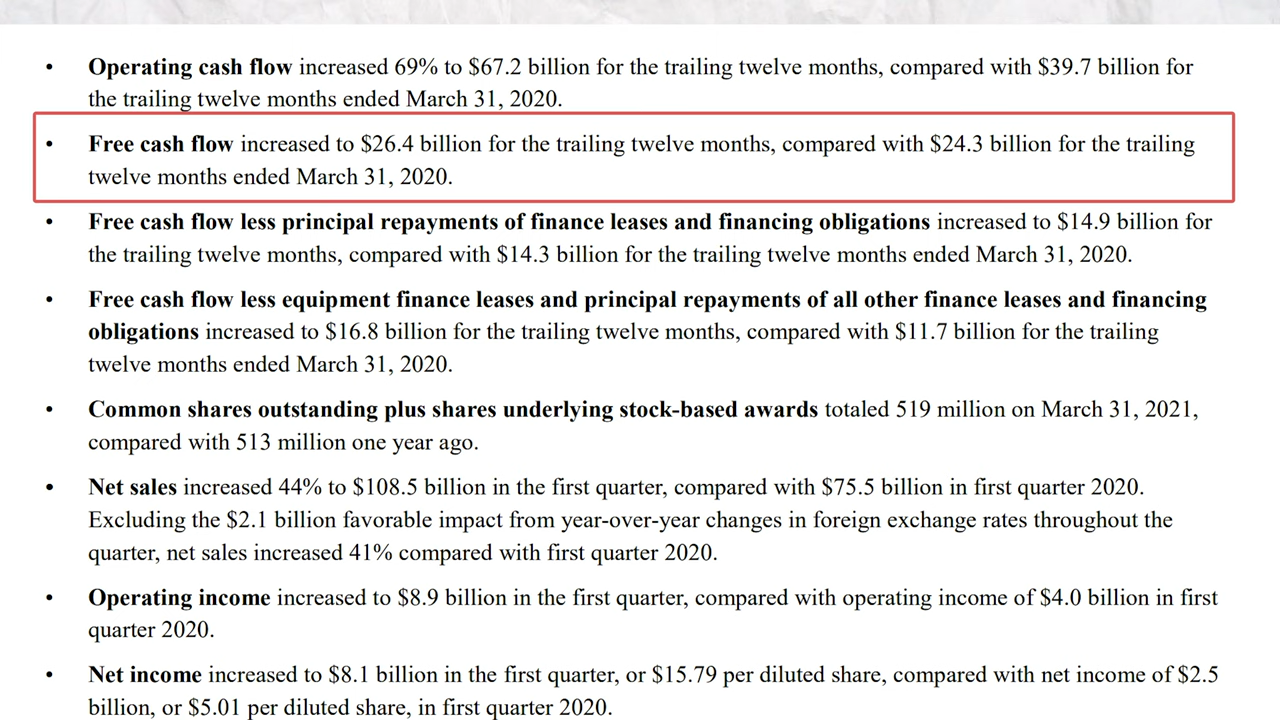 • Operating cash flow increased 69% to $67.2 billion for the trailing twelve months, compared with $39.7 billion for
the trailing twelve months ended March 31, 2020.
• Free cash flow increased to $26.4 billion for the trailing twelve months, compared with $24.3 billion for the trailing
twelve months ended March 31, 2020.
• Free cash flow less principal repayments of finance leases and financing obligations increased to $14.9 billion for
the trailing twelve months, compared with $14.3 billion for the trailing twelve months ended March 31, 2020.
• Free cash flow less equipment finance leases and principal repayments of all other finance leases and financing
obligations increased to $16.8 billion for the trailing twelve months, compared with $11.7 billion for the trailing
twelve months ended March 31, 2020.
• Common shares outstanding plus shares underlying stock-based awards totaled 519 million on March 31, 2021,
compared with 513 million one year ago.
• Net sales increased 44% to $108.5 billion in the first quarter, compared with $75.5 billion in first quarter 2020.
Excluding the $2.1 billion favorable impact from year-over-year changes in foreign exchange rates throughout the
quarter, net sales increased 41% compared with first quarter 2020.
• Operating income increased to $8.9 billion in the first quarter, compared with operating income of $4.0 billion in first
quarter 2020.
• Net income increased to $8.1 billion in the first quarter, or $15.79 per diluted share, compared with net income of $2.5
billion, or $5.01 per diluted share, in first quarter 2020.